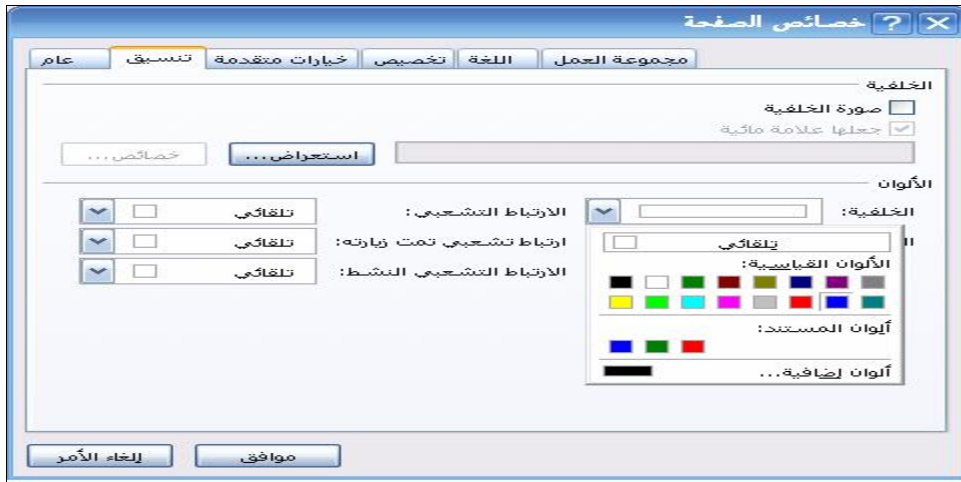 خصائص الصفحة
عام تنسيق خيارات متقدمة تخصيص اللغة مجموعة العمل
الخلفية
صورة الخلفية
جعلها علامة مائية
استعراض... خصائص...
الألوان
الخلفية: الارتباط التشعبي: تلقائي
ارتباط تشعبي تمت زيارته: تلقائي
الارتباط التشعبي النشط: تلقائي
تلقائي
الألوان القياسية:
ألوان المستند:
ألوان إضافية...
موافق إلغاء الأمر